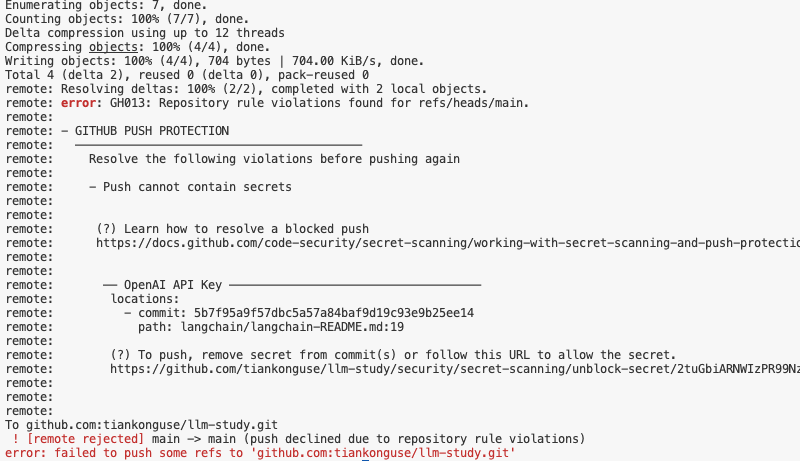 Enumerating objects: 7, done.
Counting objects: 100% (7/7), done.
Delta compression using up to 12 threads
Compressing objects: 100% (4/4), done.
Writing objects: 100% (4/4), 704 bytes | 704.00 KiB/s, done.
Total 4 (delta 2), reused 0 (delta 0), pack-reused 0
remote: Resolving deltas: 100% (2/2), completed with 2 local objects.
remote: error: GH013: Repository rule violations found for refs/heads/main.
remote:
remote: - GITHUB PUSH PROTECTION
remote:   —————————————————————————————————————————
remote:     Resolve the following violations before pushing again
remote:
remote:     - Push cannot contain secrets
remote:
remote:
remote:      (?) Learn how to resolve a blocked push
remote:      https://docs.github.com/code-security/secret-scanning/working-with-secret-scanning-and-push-protectio
remote:
remote:
remote:       —— OpenAI API Key ————————————————————————————————————
remote:        locations:
remote:          - commit: 5b7f95a9f57dbc5a57a84baf9d19c93e9b25ee14
remote:            path: langchain/langchain-README.md:19
remote:
remote:        (?) To push, remove secret from commit(s) or follow this URL to allow the secret.
remote:        https://github.com/tiankonguse/llm-study/security/secret-scanning/unblock-secret/2tuGbiARNWIzPR99Nz
remote:
remote:
remote:
To github.com:tiankonguse/llm-study.git
 ! [remote rejected] main -> main (push declined due to repository rule violations)
error: failed to push some refs to 'github.com:tiankonguse/llm-study.git'